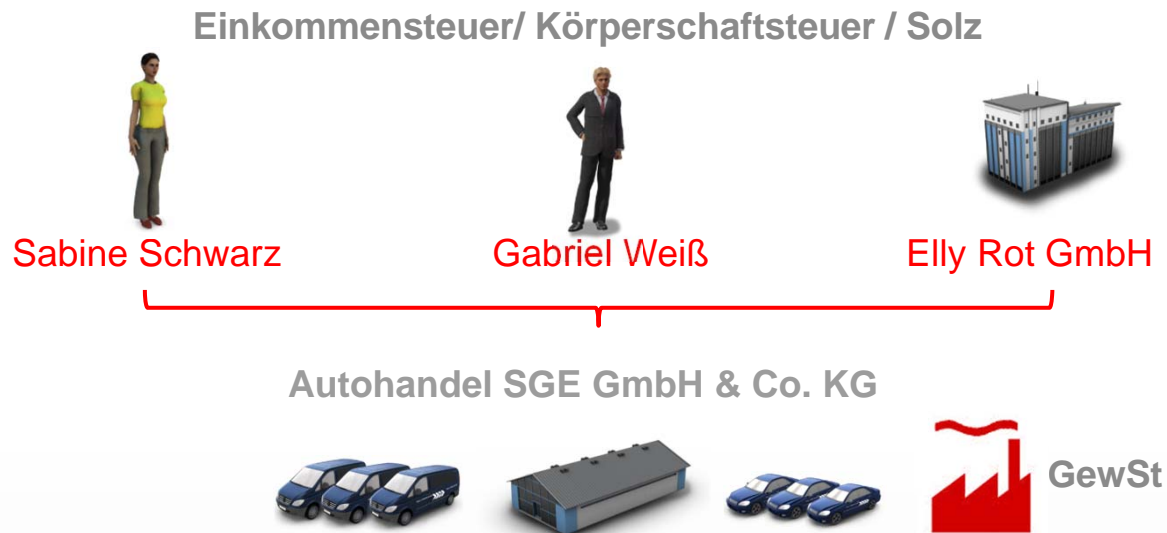 Einkommensteuer/ Körperschaftsteuer / Solz
Sabine Schwarz
Gabriel Weiß
Elly Rot GmbH
Autohandel SGE GmbH & Co. KG
GewSt